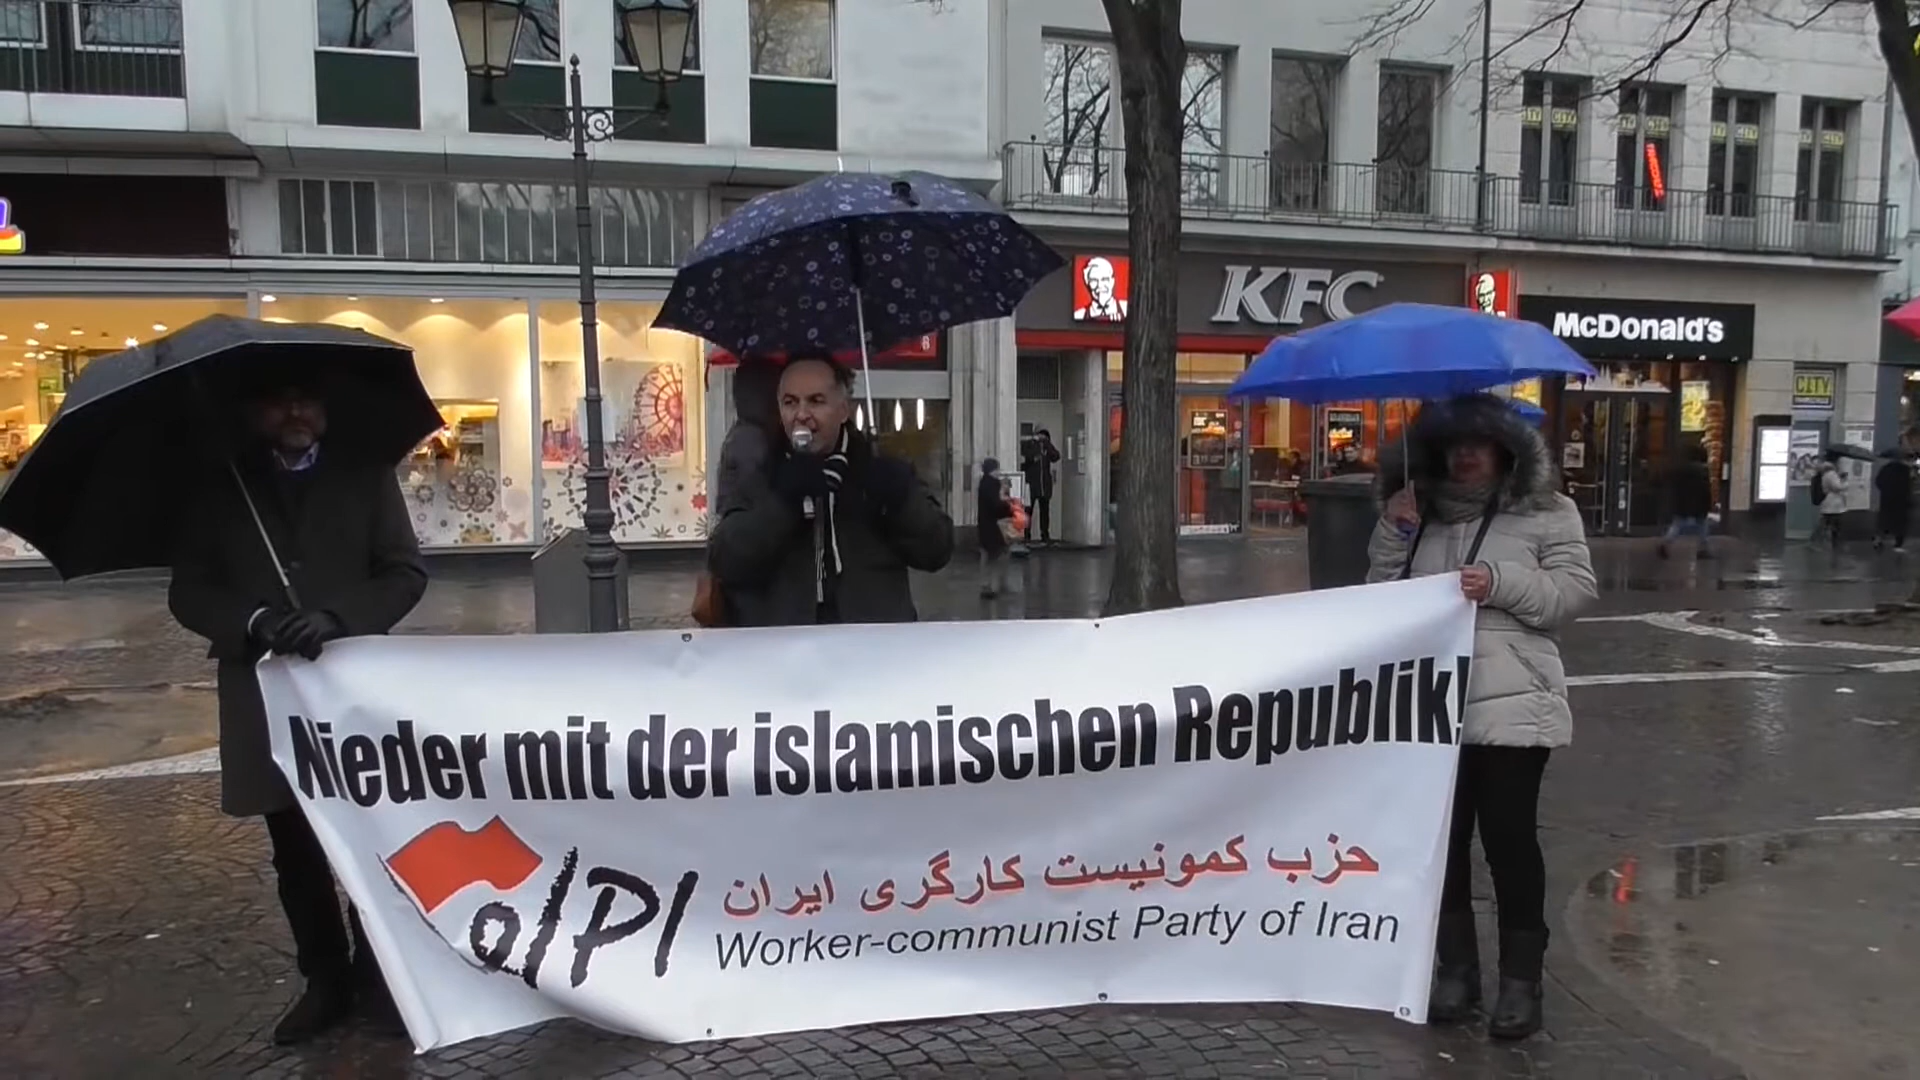 KFC
McDonald's
CITY
Nieder mit der islamischen Republik!
حزب کمونیست کارگری ایران
Worker-communist Party of Iran